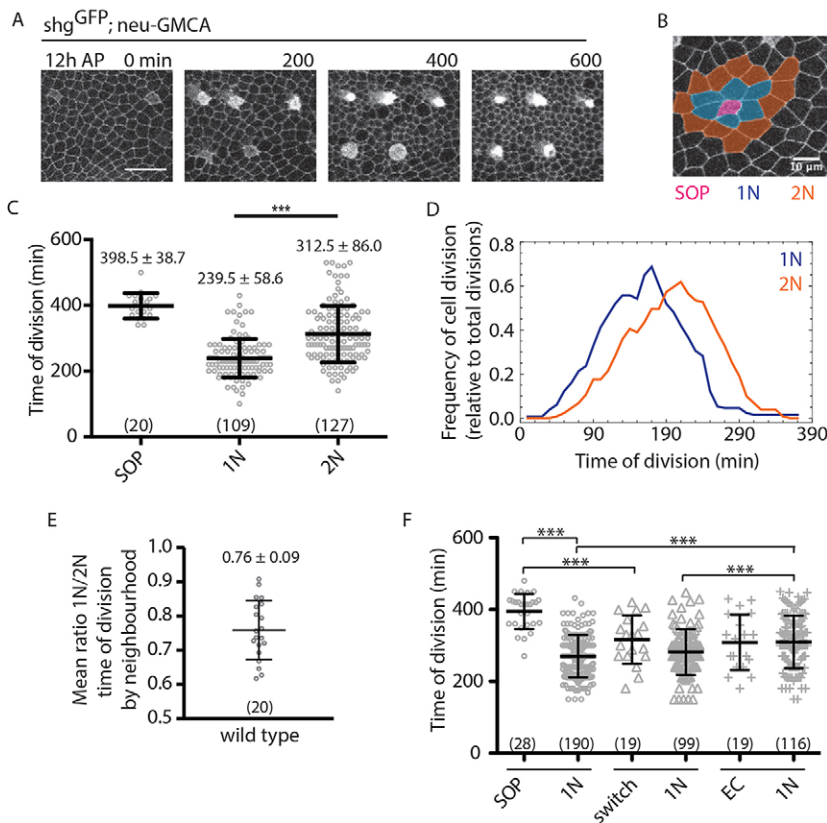 A
shg^GFP; neu-GMCA
12h AP 0 min 200 400 600
B
10 µm
SOP 1N 2N
C
***
Time of division (min)
600
400
200
0
398.5 ± 38.7
239.5 ± 58.6
312.5 ± 86.0
(20) (109) (127)
SOP 1N 2N
D
Frequency of cell division
(relative to total divisions)
0.8
0.6
0.4
0.2
0.0
1N
2N
90 190 290 390
Time of division (min)
E
Mean ratio 1N/2N
time of division
by neighbourhood
1.0
0.9
0.8
0.7
0.6
0.5
0.76 ± 0.09
(20)
wild type
F
Time of division (min)
600
400
200
0
*** ***
*** ***
(28) (190) (19) (99) (19) (116)
SOP 1N switch 1N EC 1N